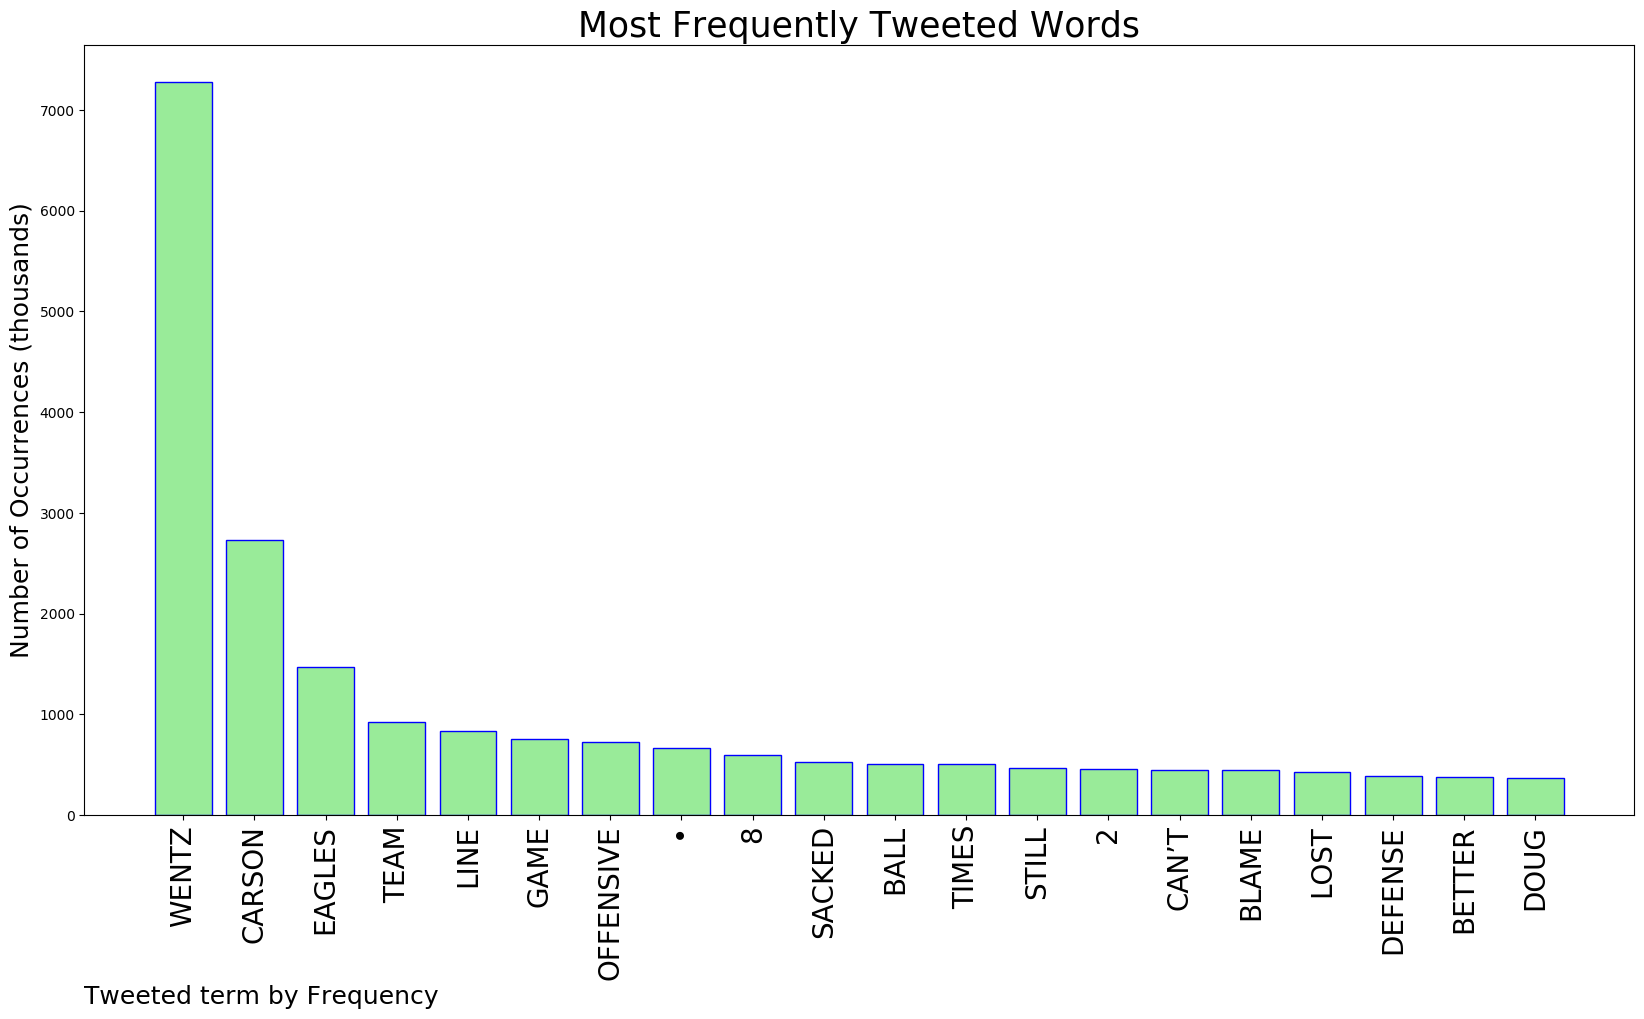 Most Frequently Tweeted Words
Number of Occurrences (thousands)
7000
6000
5000
4000
3000
2000
1000
0
WENTZ
CARSON
EAGLES
TEAM
LINE
GAME
OFFENSIVE
•
8
SACKED
BALL
TIMES
STILL
2
CAN’T
BLAME
LOST
DEFENSE
BETTER
DOUG
Tweeted term by Frequency